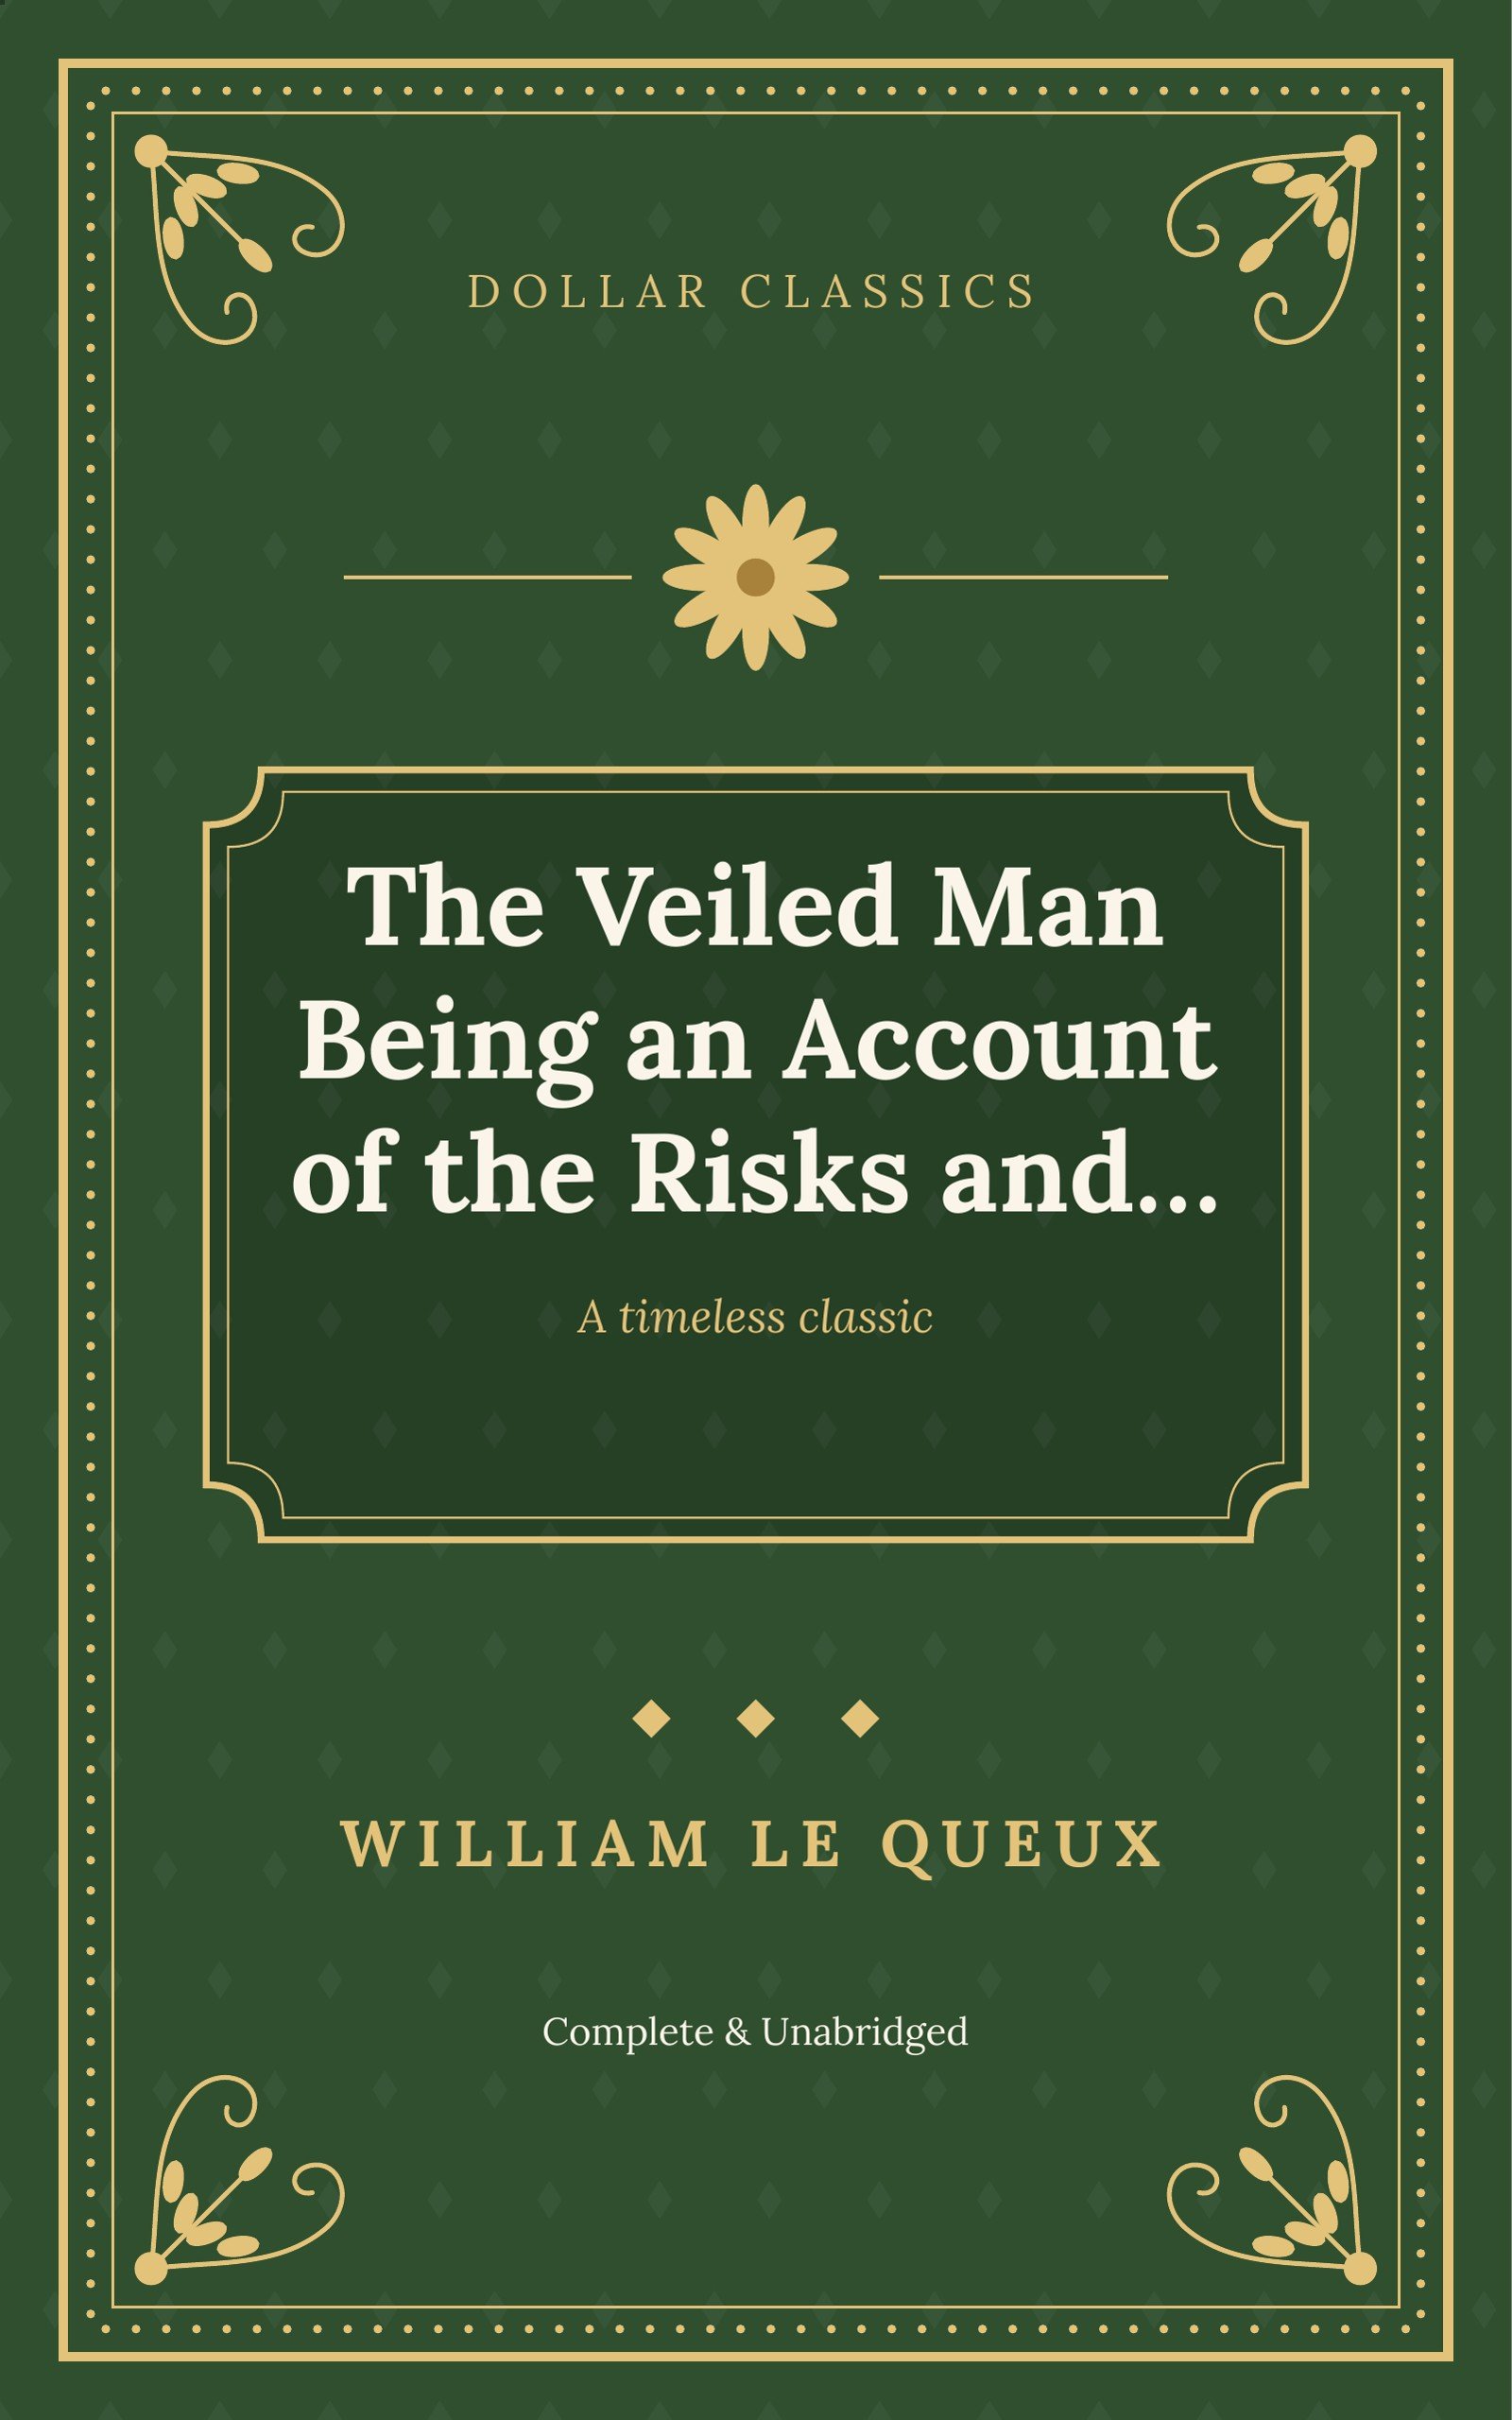 DOLLAR CLASSICS
The Veiled Man
Being an Account
of the Risks and...
A timeless classic
WILLIAM LE QUEUX
Complete & Unabridged